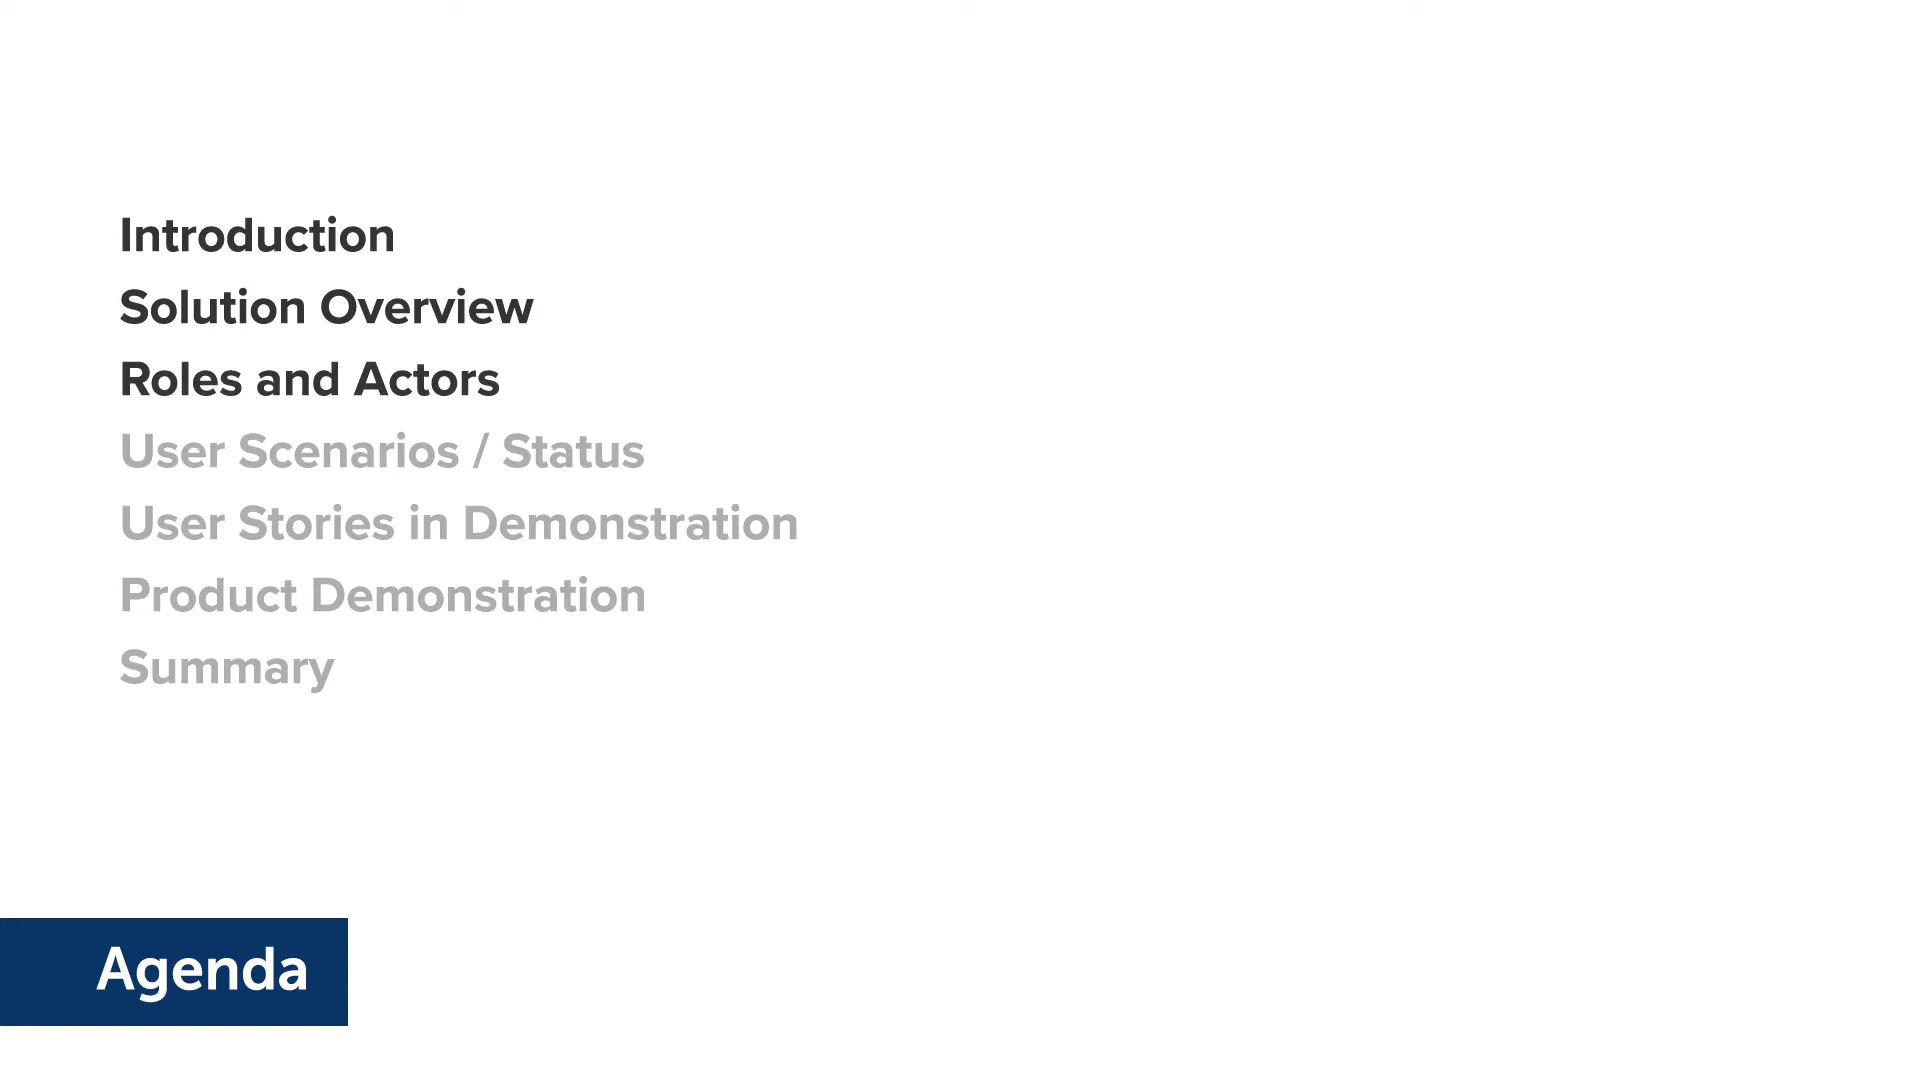 Introduction
Solution Overview
Roles and Actors
User Scenarios / Status
User Stories in Demonstration
Product Demonstration
Summary
Agenda